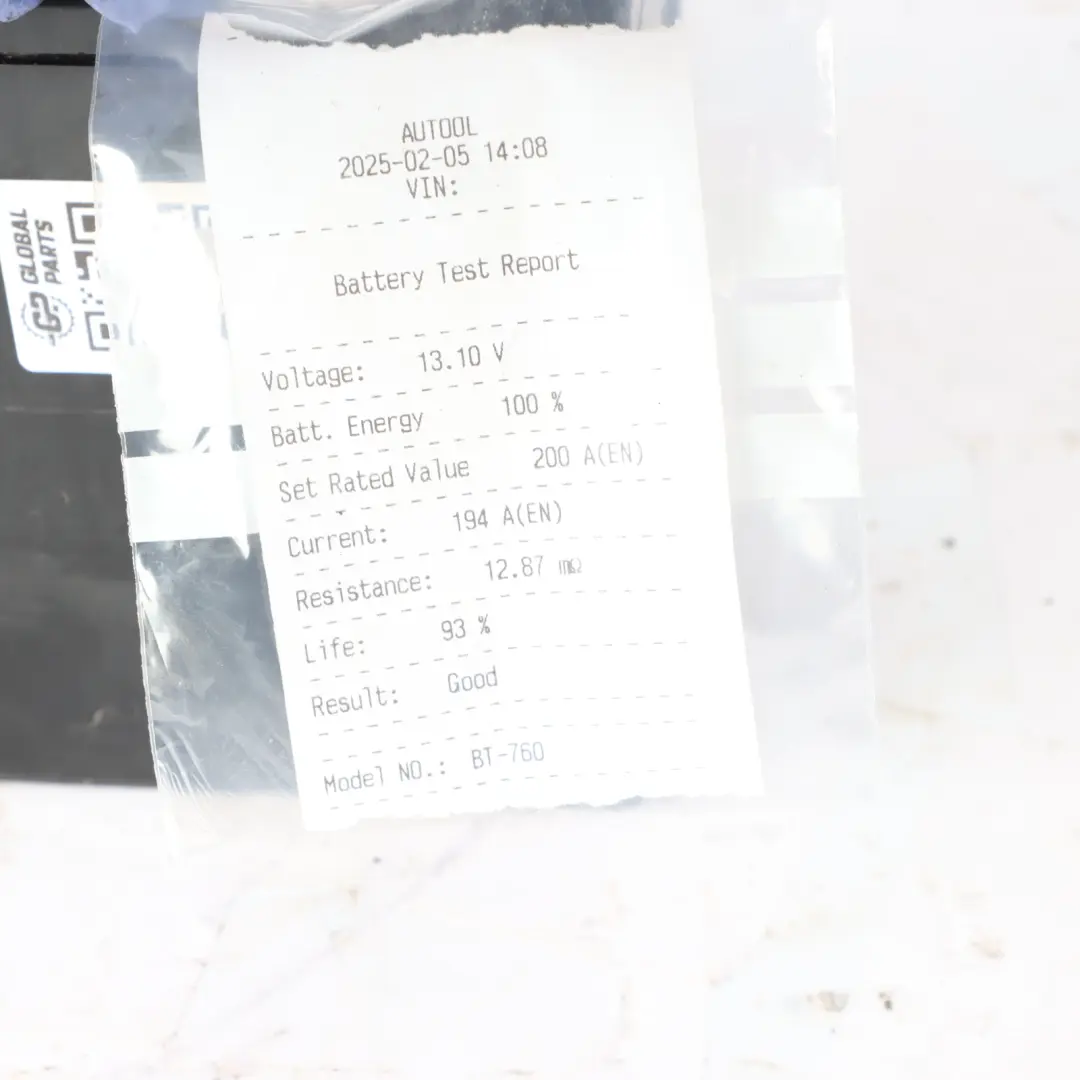 AUTOOL
2025-02-05 14:08
VIN:
Battery Test Report
Voltage: 13.10 V
Batt. Energy 100 %
Set Rated Value 200 A(EN)
Current: 194 A(EN)
Resistance: 12.87 mΩ
Life: 93 %
Result: Good
Model NO.: BT-760
GLOBAL
PARTS
GP